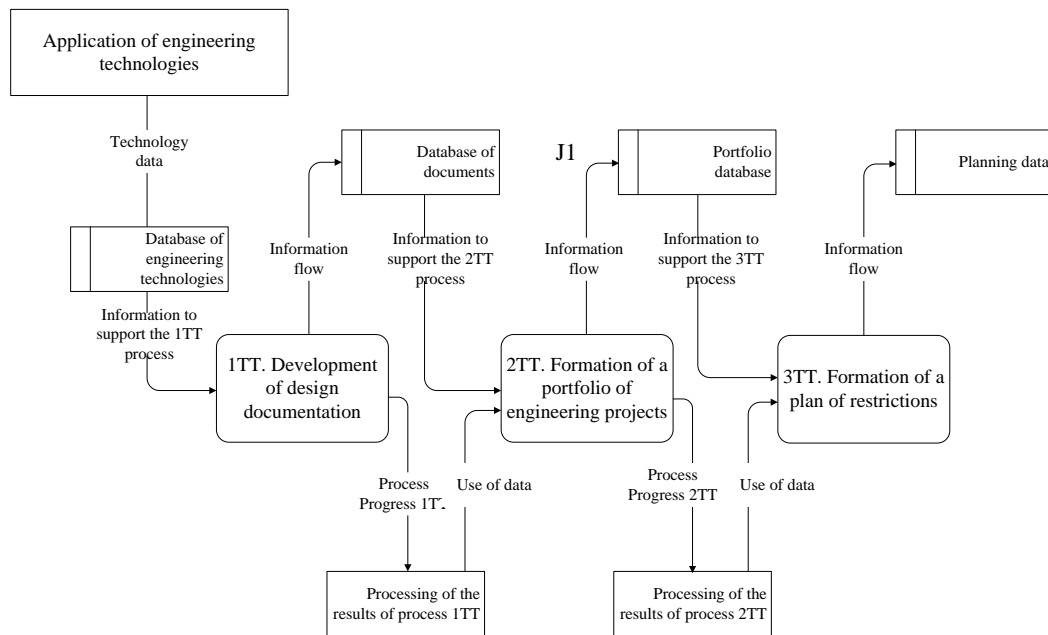 Application of engineering
technologies
Technology
data
Database of
documents
J1
Portfolio
database
Planning data
Database of
engineering
technologies
Information
flow
Information to
support the 2TT
process
Information
flow
Information to
support the 3TT
process
Information
flow
Information to
support the 1TT
process
1TT. Development
of design
documentation
2TT. Formation of a
portfolio of
engineering projects
3TT. Formation of a
plan of restrictions
Process
Progress 1TT
Use of data
Process
Progress 2TT
Use of data
Processing of the
results of process 1TT
Processing of the
results of process 2TT